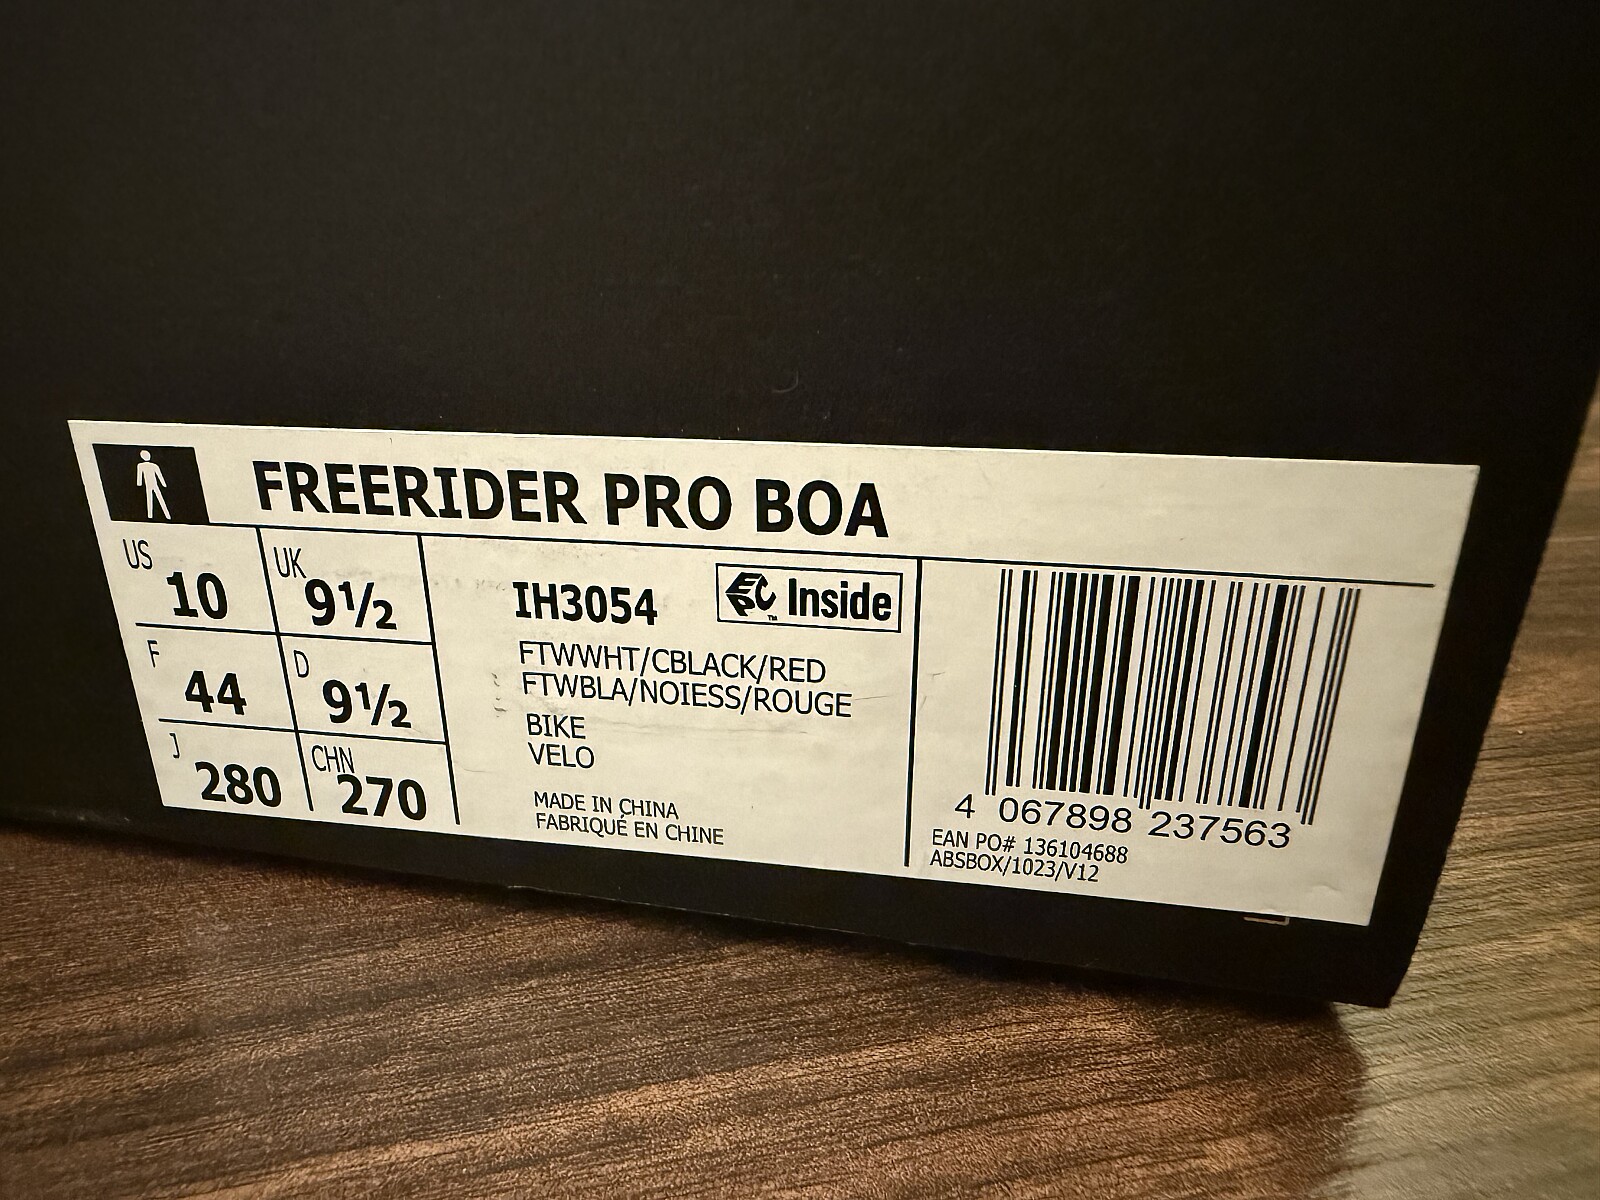 FREERIDER PRO BOA
US 10 UK 9½
F 44 D 9½
J 280 CHN 270
IH3054 EPC™ Inside
FTWWHT/CBLACK/RED
FTWBLA/NOIESS/ROUGE
BIKE
VELO
MADE IN CHINA
FABRIQUÉ EN CHINE
4 067898 237563
EAN PO# 136104688
ABSBOX/1023/V12